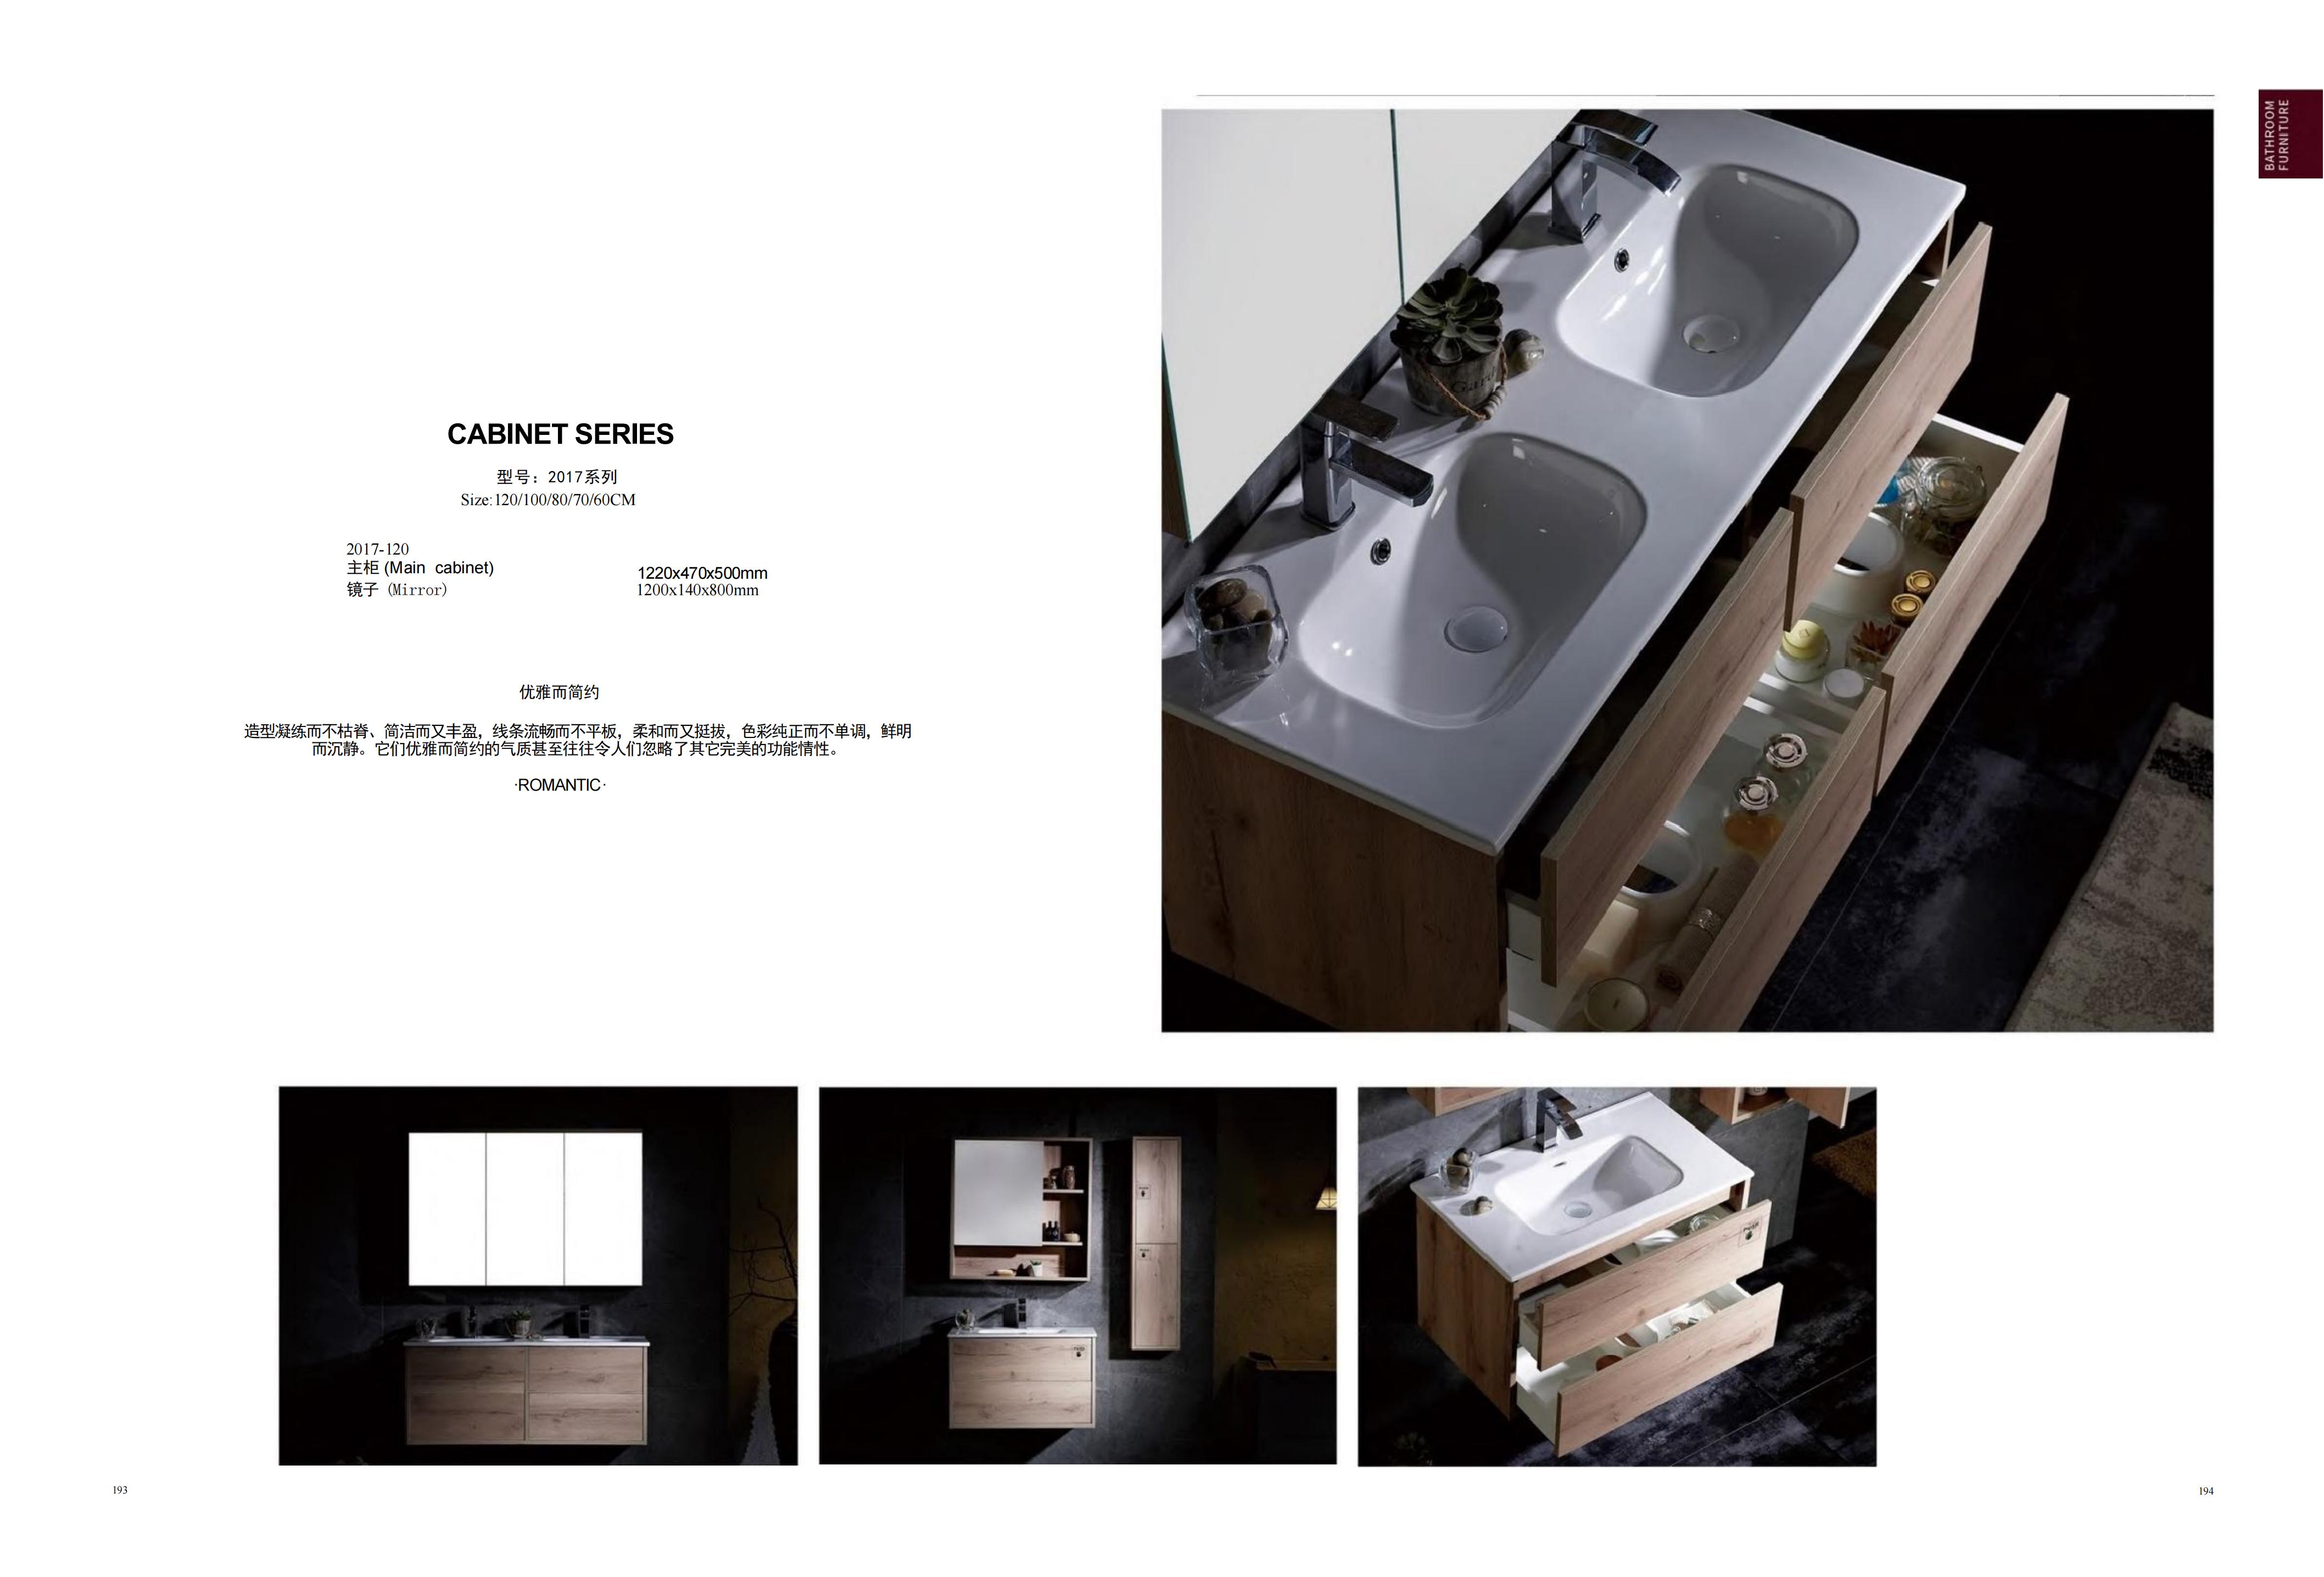 BATHROOM
FURNITURE
CABINET SERIES
型号：2017系列
Size:120/100/80/70/60CM
2017-120
主柜 (Main cabinet) 1220x470x500mm
镜子 (Mirror) 1200x140x800mm
优雅而简约
造型凝练而不枯脊、简洁而又丰盈，线条流畅而不平板，柔和而又挺拔，色彩纯正而不单调，鲜明
而沉静。它们优雅而简约的气质甚至往往令人们忽略了其它完美的功能情性。
·ROMANTIC·
193
194